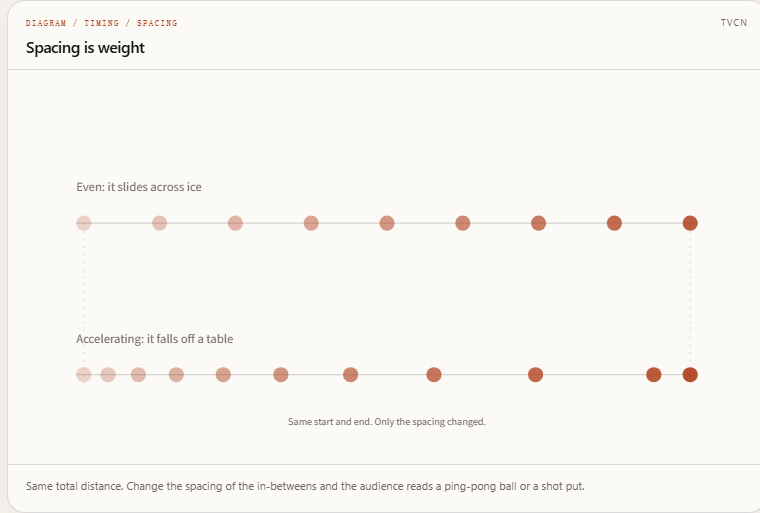 DIAGRAM / TIMING / SPACING
TVCN
Spacing is weight
Even: it slides across ice
Accelerating: it falls off a table
Same start and end. Only the spacing changed.
Same total distance. Change the spacing of the in-betweens and the audience reads a ping-pong ball or a shot put.